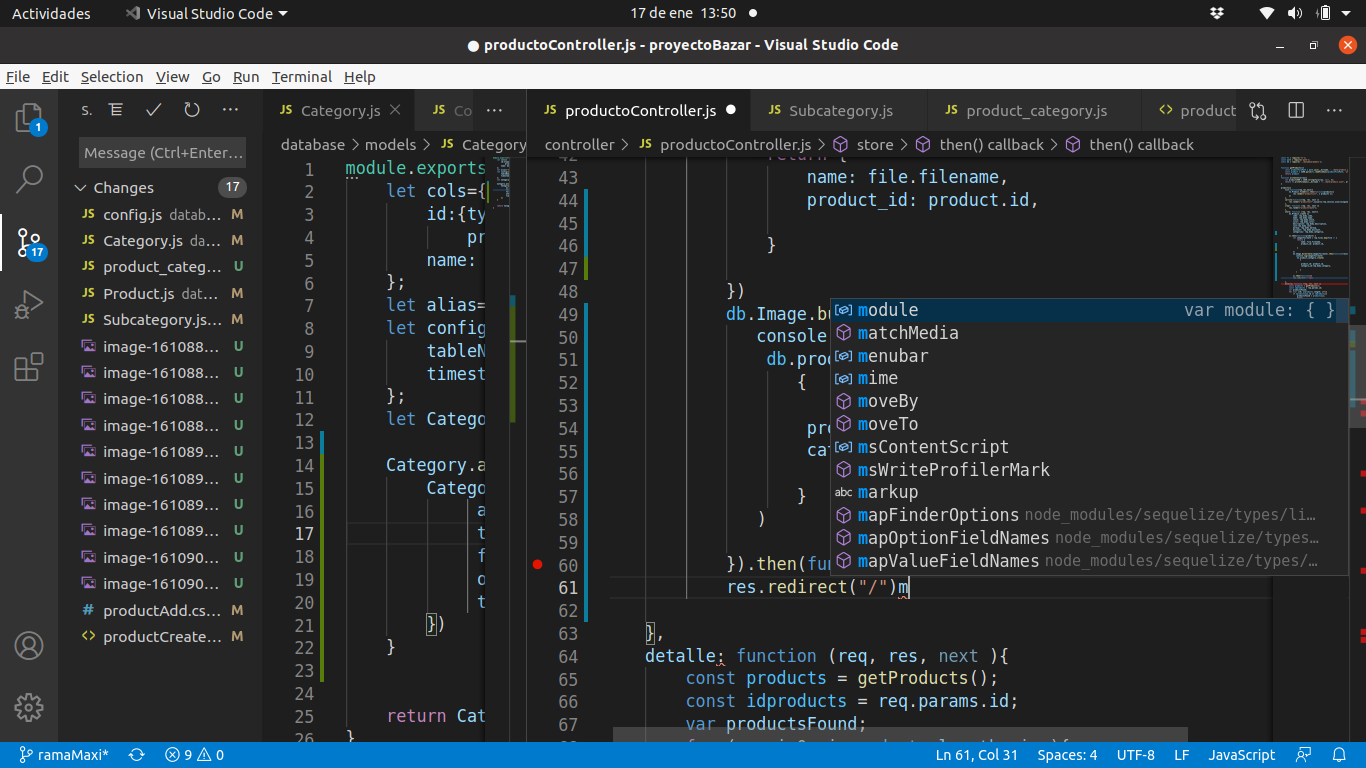 Actividades
Visual Studio Code
17 de ene 13:50
productoController.js - proyectoBazar - Visual Studio Code
File Edit Selection View Go Run Terminal Help
S.
JS Category.js
JS Co
JS productoController.js
JS Subcategory.js
JS product_category.js
<> product
1
Message (Ctrl+Enter...
Changes 17
JS config.js datab... M
JS Category.js da... M
JS product_categ... U
JS Product.js dat... M
JS Subcategory.js... M
image-161088... U
image-161088... U
image-161088... U
image-161088... U
image-161089... U
image-161089... U
image-161089... U
image-161089... U
image-161090... U
image-161090... U
# productAdd.cs... M
<> productCreate... M
17
database > models > JS Category
1 module.exports
2 let cols={
3 id:{ty
4 pr
5 name:
6 };
7 let alias=
8 let config
9 tableN
10 timest
11 };
12 let Catego
13
14 Category.a
15 Catego
16 a
17 t
18 f
19 o
20 t
21 })
22 }
23
24
25 return Cat
26 }
controller > JS productoController.js > store > then() callback > then() callback
42 return {
43 name: file.filename,
44 product_id: product.id,
45
46 }
47
48 })
49 db.Image.bu
50 console
51 db.prod
52 {
53
54 pro
55 cat
56
57 }
58 )
59
60 }).then(fun
61 res.redirect("/")m
62
63 },
64 detalle: function (req, res, next ){
65 const products = getProducts();
66 const idproducts = req.params.id;
67 var productsFound;
module var module: { }
matchMedia
menubar
mime
moveBy
moveTo
msContentScript
msWriteProfilerMark
abc markup
mapFinderOptions node_modules/sequelize/types/li…
mapOptionFieldNames node_modules/sequelize/types…
mapValueFieldNames node_modules/sequelize/types/…
ramaMaxi*
9 0
Ln 61, Col 31
Spaces: 4
UTF-8
LF
JavaScript